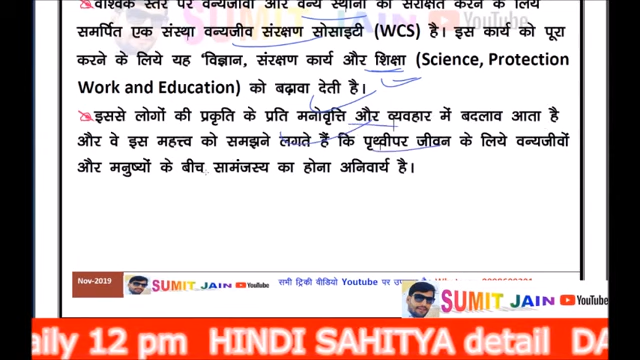 वैश्विक स्तर पर वन्यजीवों और वन्य स्थानों को संरक्षित करने के लिये
समर्पित एक संस्था वन्यजीव संरक्षण सोसाइटी (WCS) है। इस कार्य को पूरा
करने के लिये यह 'विज्ञान, संरक्षण कार्य और शिक्षा (Science, Protection
Work and Education) को बढ़ावा देती है।
इससे लोगों की प्रकृति के प्रति मनोवृत्ति और व्यवहार में बदलाव आता है
और वे इस महत्त्व को समझने लगते हैं कि पृथ्वीपर जीवन के लिये वन्यजीवों
और मनुष्यों के बीच सामंजस्य का होना अनिवार्य है।
Nov-2019
SUMIT JAIN YouTube
सभी ट्रिकी वीडियो Youtube पर
SUMIT JAIN YouTube
aily 12 pm HINDI SAHITYA detail DA